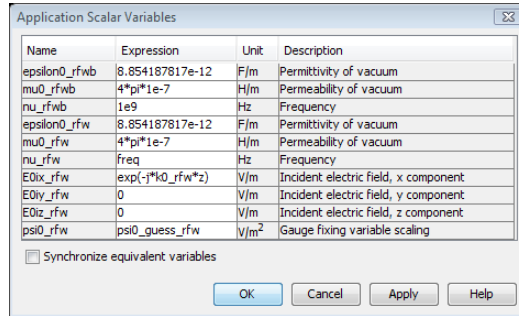 Application Scalar Variables
Name Expression Unit Description
epsilon0_rfwb 8.854187817e-12 F/m Permittivity of vacuum
mu0_rfwb 4*pi*1e-7 H/m Permeability of vacuum
nu_rfwb 1e9 Hz Frequency
epsilon0_rfw 8.854187817e-12 F/m Permittivity of vacuum
mu0_rfw 4*pi*1e-7 H/m Permeability of vacuum
nu_rfw freq Hz Frequency
E0ix_rfw exp(-j*k0_rfw*z) V/m Incident electric field, x component
E0iy_rfw 0 V/m Incident electric field, y component
E0iz_rfw 0 V/m Incident electric field, z component
psi0_rfw psi0_guess_rfw V/m² Gauge fixing variable scaling
Synchronize equivalent variables
OK Cancel Apply Help